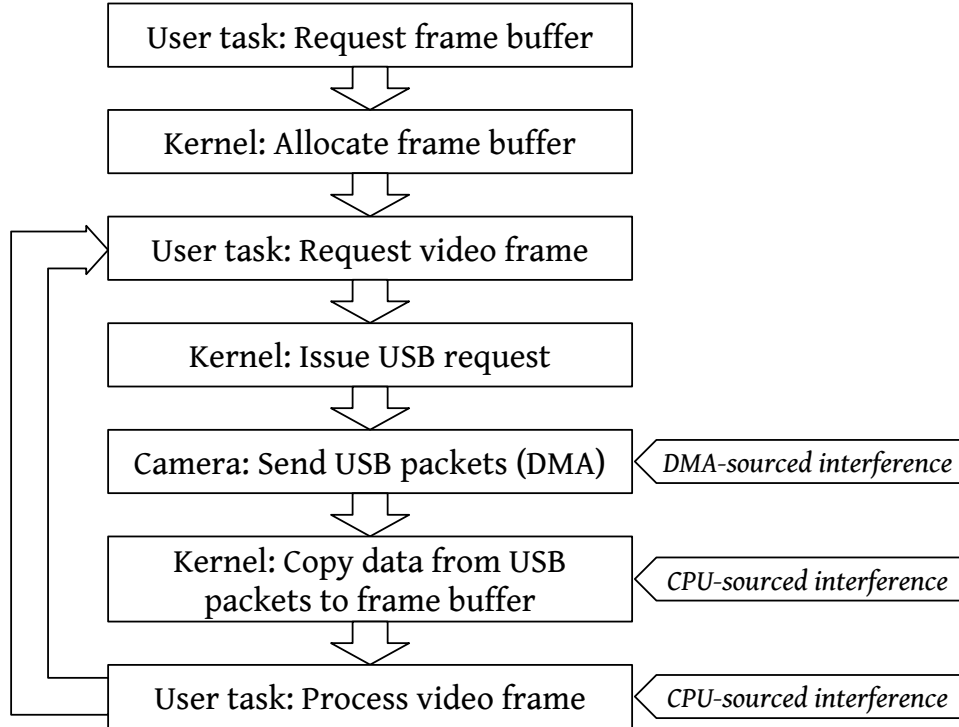 User task: Request frame buffer
Kernel: Allocate frame buffer
User task: Request video frame
Kernel: Issue USB request
Camera: Send USB packets (DMA)
DMA-sourced interference
Kernel: Copy data from USB
packets to frame buffer
CPU-sourced interference
User task: Process video frame
CPU-sourced interference